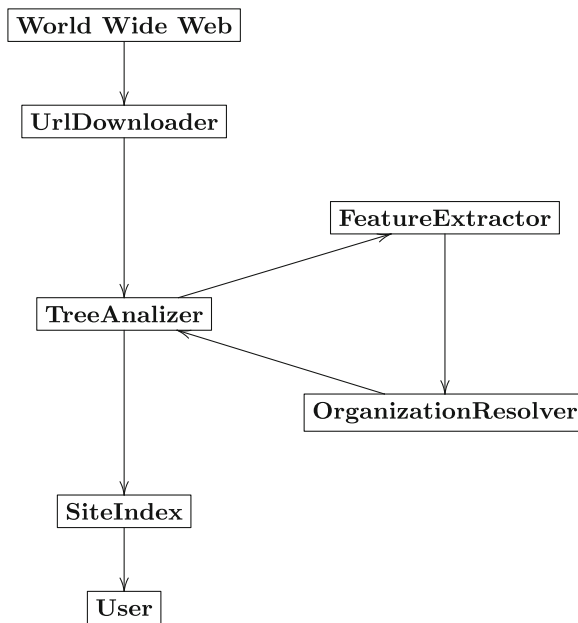 World Wide Web
UrlDownloader
FeatureExtractor
TreeAnalizer
OrganizationResolver
SiteIndex
User